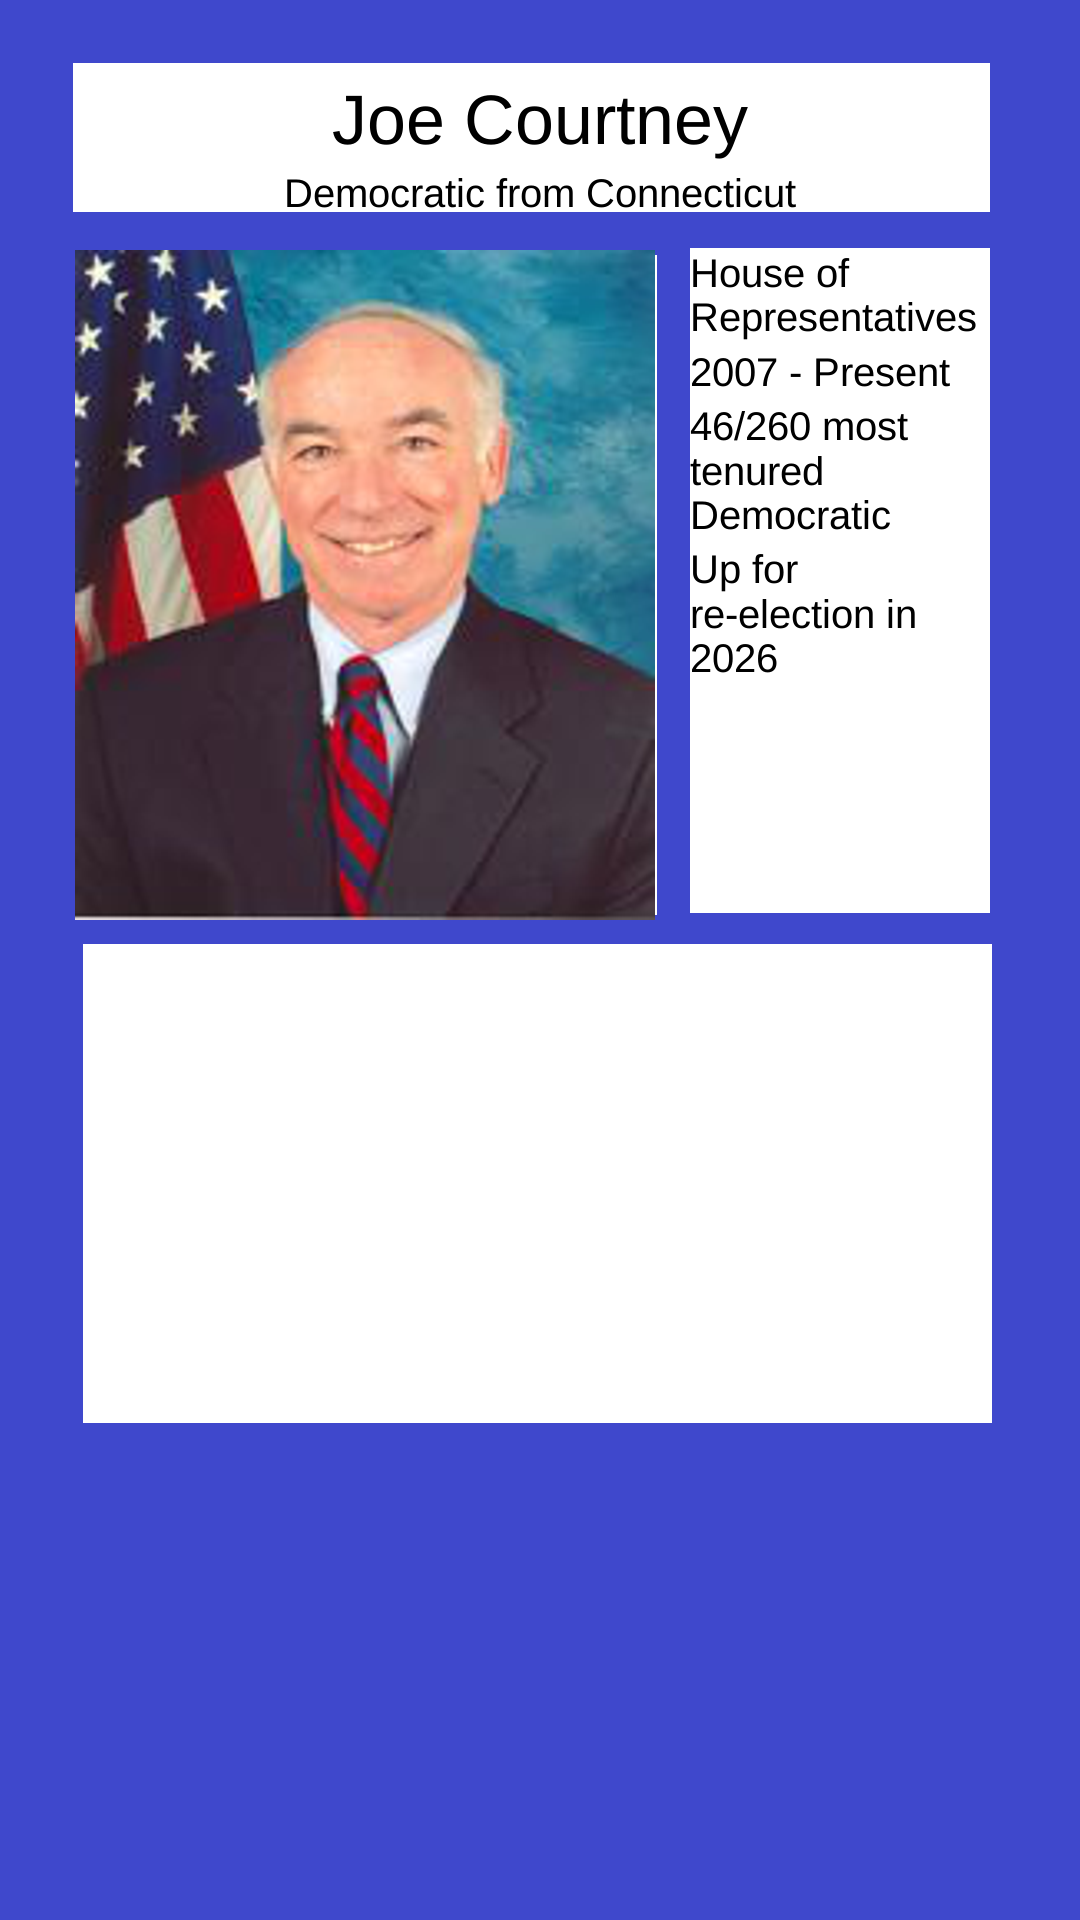 Joe Courtney
Democratic from Connecticut
House of
Representatives
2007 - Present
46/260 most
tenured
Democratic
Up for
re-election in
2026